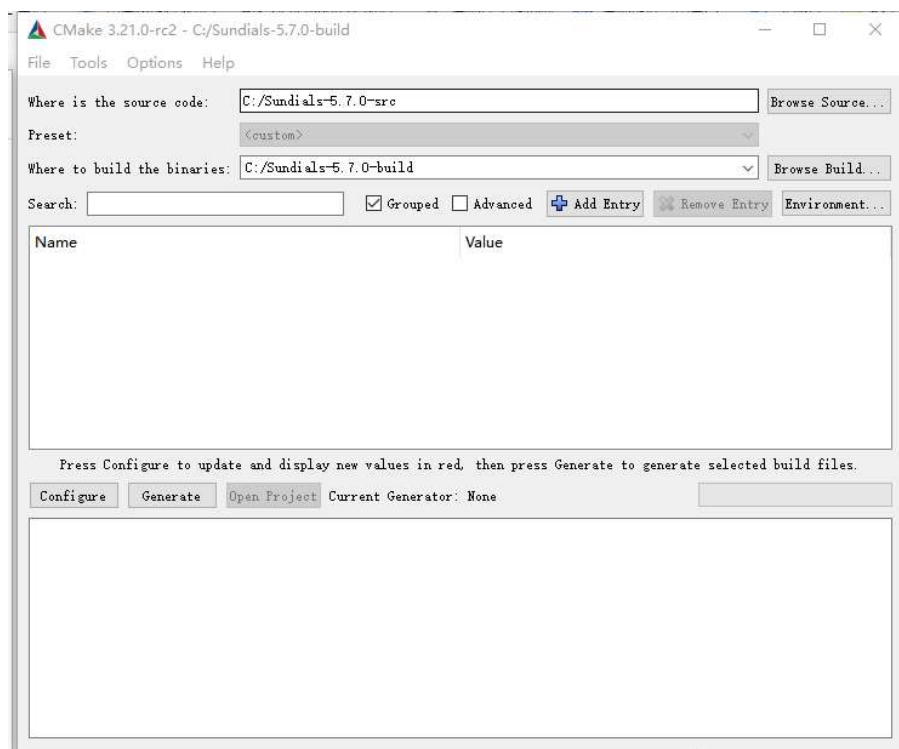 CMake 3.21.0-rc2 - C:/Sundials-5.7.0-build
File Tools Options Help
Where is the source code: C:/Sundials-5.7.0-src Browse Source...
Preset: <custom>
Where to build the binaries: C:/Sundials-5.7.0-build Browse Build...
Search: Grouped Advanced Add Entry Remove Entry Environment...
Name Value
Press Configure to update and display new values in red, then press Generate to generate selected build files.
Configure Generate Open Project Current Generator: None